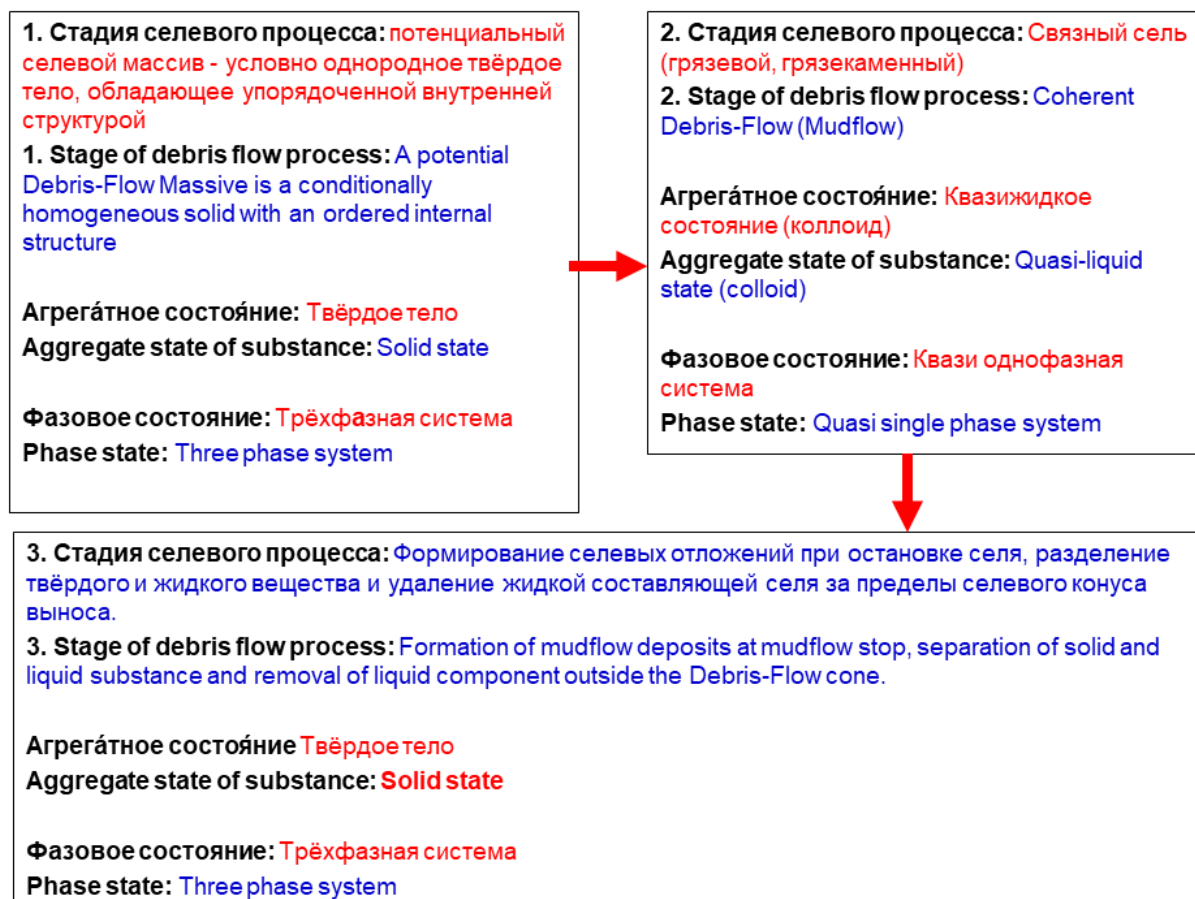 1. Стадия селевого процесса: потенциальный
селевой массив - условно однородное твёрдое
тело, обладающее упорядоченной внутренней
структурой
1. Stage of debris flow process: A potential
Debris-Flow Massive is a conditionally
homogeneous solid with an ordered internal
structure
Агрега́тное состоя́ние: Твёрдое тело
Aggregate state of substance: Solid state
Фазовое состояние: Трёхфазная система
Phase state: Three phase system
2. Стадия селевого процесса: Связный сель
(грязевой, грязекаменный)
2. Stage of debris flow process: Coherent
Debris-Flow (Mudflow)
Агрега́тное состоя́ние: Квазижидкое
состояние (коллоид)
Aggregate state of substance: Quasi-liquid
state (colloid)
Фазовое состояние: Квази однофазная
система
Phase state: Quasi single phase system
3. Стадия селевого процесса: Формирование селевых отложений при остановке селя, разделение
твёрдого и жидкого вещества и удаление жидкой составляющей селя за пределы селевого конуса
выноса.
3. Stage of debris flow process: Formation of mudflow deposits at mudflow stop, separation of solid and
liquid substance and removal of liquid component outside the Debris-Flow cone.
Агрега́тное состоя́ние Твёрдое тело
Aggregate state of substance: Solid state
Фазовое состояние: Трёхфазная система
Phase state: Three phase system